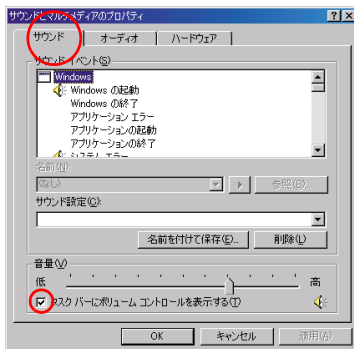 サウンドとマルチメディアのプロパティ
サウンド オーディオ ハードウェア
サウンド イベント(S)
Windows
Windows の起動
Windows の終了
アプリケーション エラー
アプリケーションの起動
アプリケーションの終了
システム エラー
名前(N):
(なし) 参照(B)...
サウンド設定(C):
名前を付けて保存(E)... 削除(L)
音量(V)
低 高
タスク バーにボリューム コントロールを表示する(T)
OK キャンセル 適用(A)